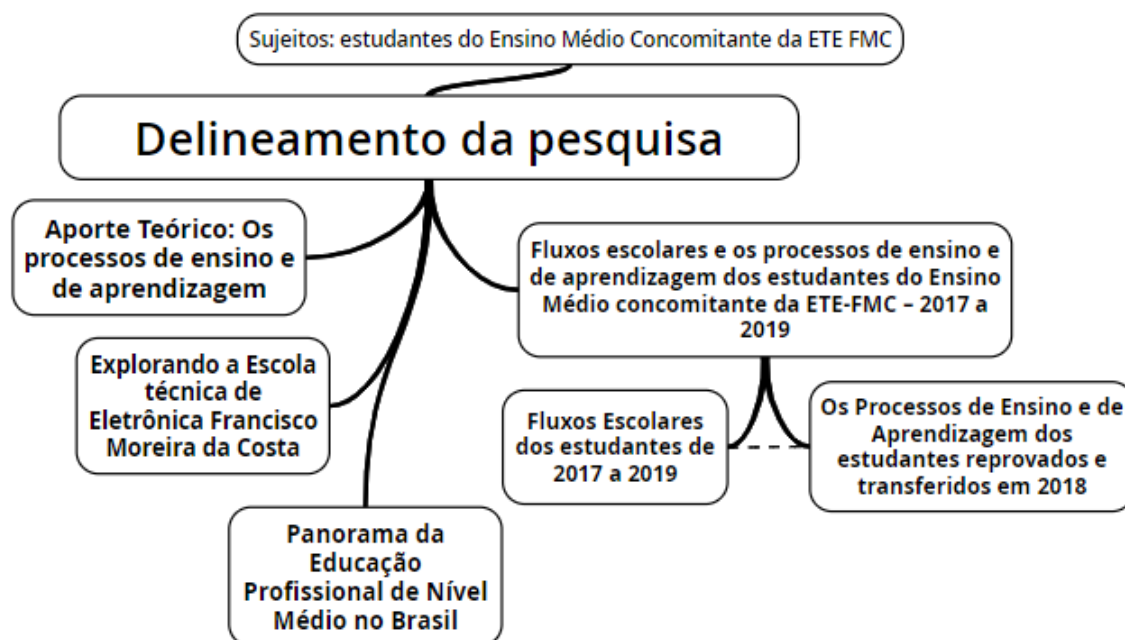 Sujeitos: estudantes do Ensino Médio Concomitante da ETE FMC
Delineamento da pesquisa
Aporte Teórico: Os
processos de ensino e
de aprendizagem
Fluxos escolares e os processos de ensino e
de aprendizagem dos estudantes do Ensino
Médio concomitante da ETE-FMC – 2017 a
2019
Explorando a Escola
técnica de
Eletrônica Francisco
Moreira da Costa
Fluxos Escolares
dos estudantes de
2017 a 2019
Os Processos de Ensino e de
Aprendizagem dos
estudantes reprovados e
transferidos em 2018
Panorama da
Educação
Profissional de Nível
Médio no Brasil